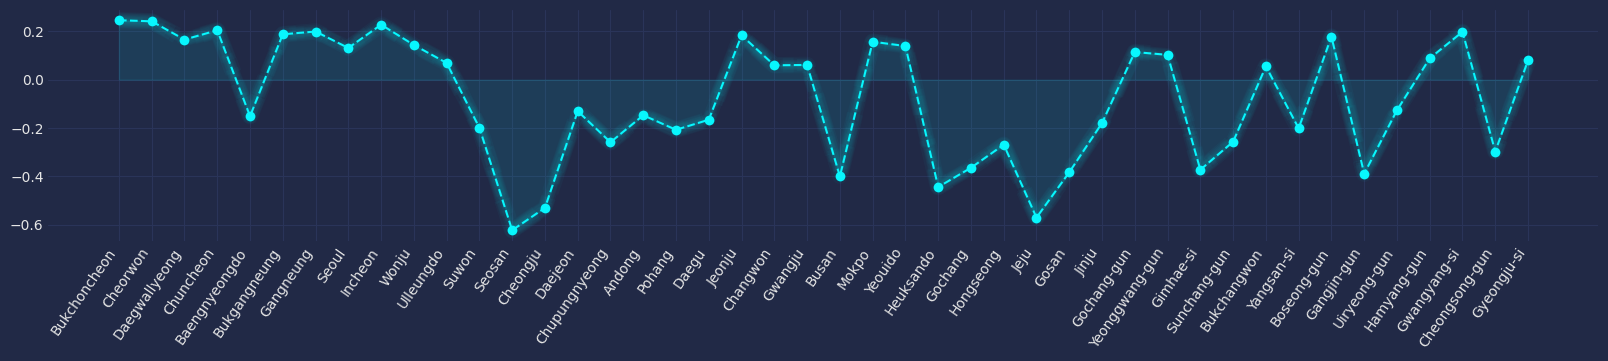 0.2
0.0
−0.2
−0.4
−0.6
Bukchoncheon
Cheorwon
Daegwallyeong
Chuncheon
Baengnyeongdo
Bukgangneung
Gangneung
Seoul
Incheon
Wonju
Ulleungdo
Suwon
Seosan
Cheongju
Daejeon
Chupungnyeong
Andong
Pohang
Daegu
Jeonju
Changwon
Gwangju
Busan
Mokpo
Yeouido
Heuksando
Gochang
Hongseong
Jeju
Gosan
Jinju
Gochang-gun
Yeonggwang-gun
Gimhae-si
Sunchang-gun
Bukchangwon
Yangsan-si
Boseong-gun
Gangjin-gun
Uiryeong-gun
Hamyang-gun
Gwangyang-si
Cheongsong-gun
Gyeongju-si